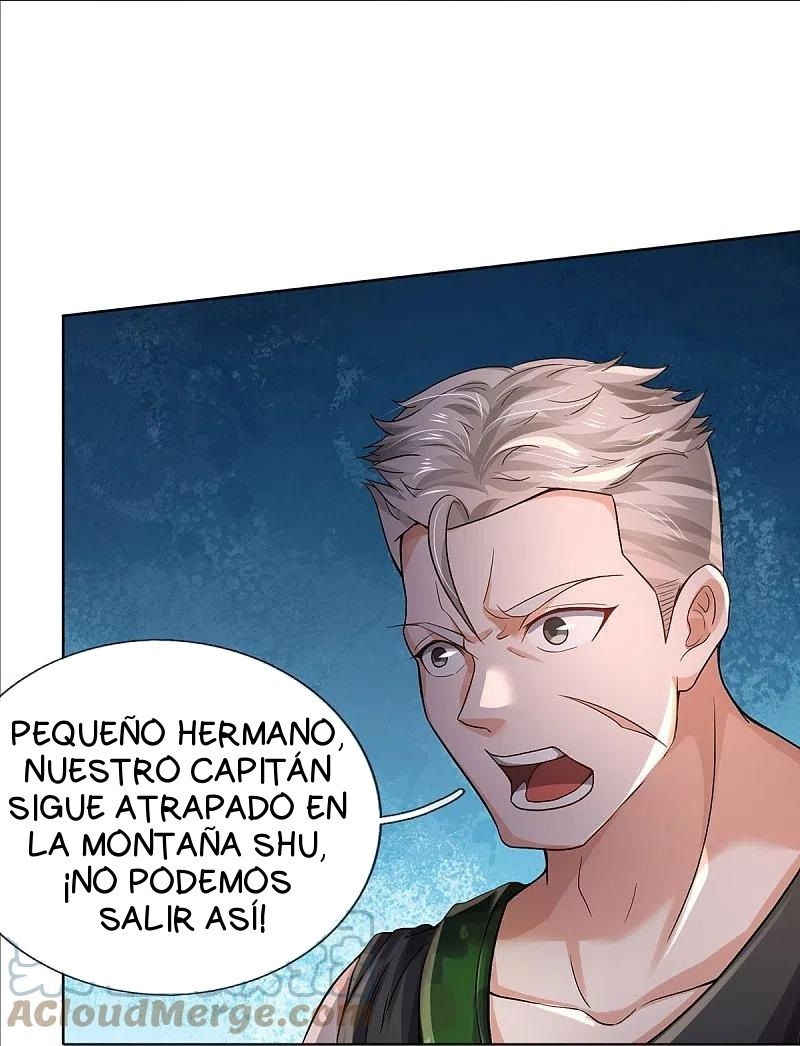 PEQUEÑO HERMANO,
NUESTRO CAPITÁN
SIGUE ATRAPADO EN
LA MONTAÑA SHU,
¡NO PODEMOS
SALIR ASÍ!
ACloudMerge.com